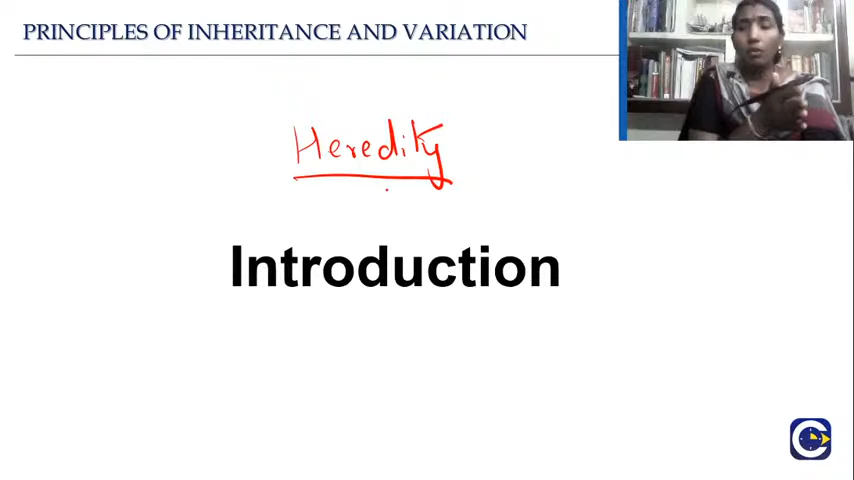 PRINCIPLES OF INHERITANCE AND VARIATION
Heredity
Introduction